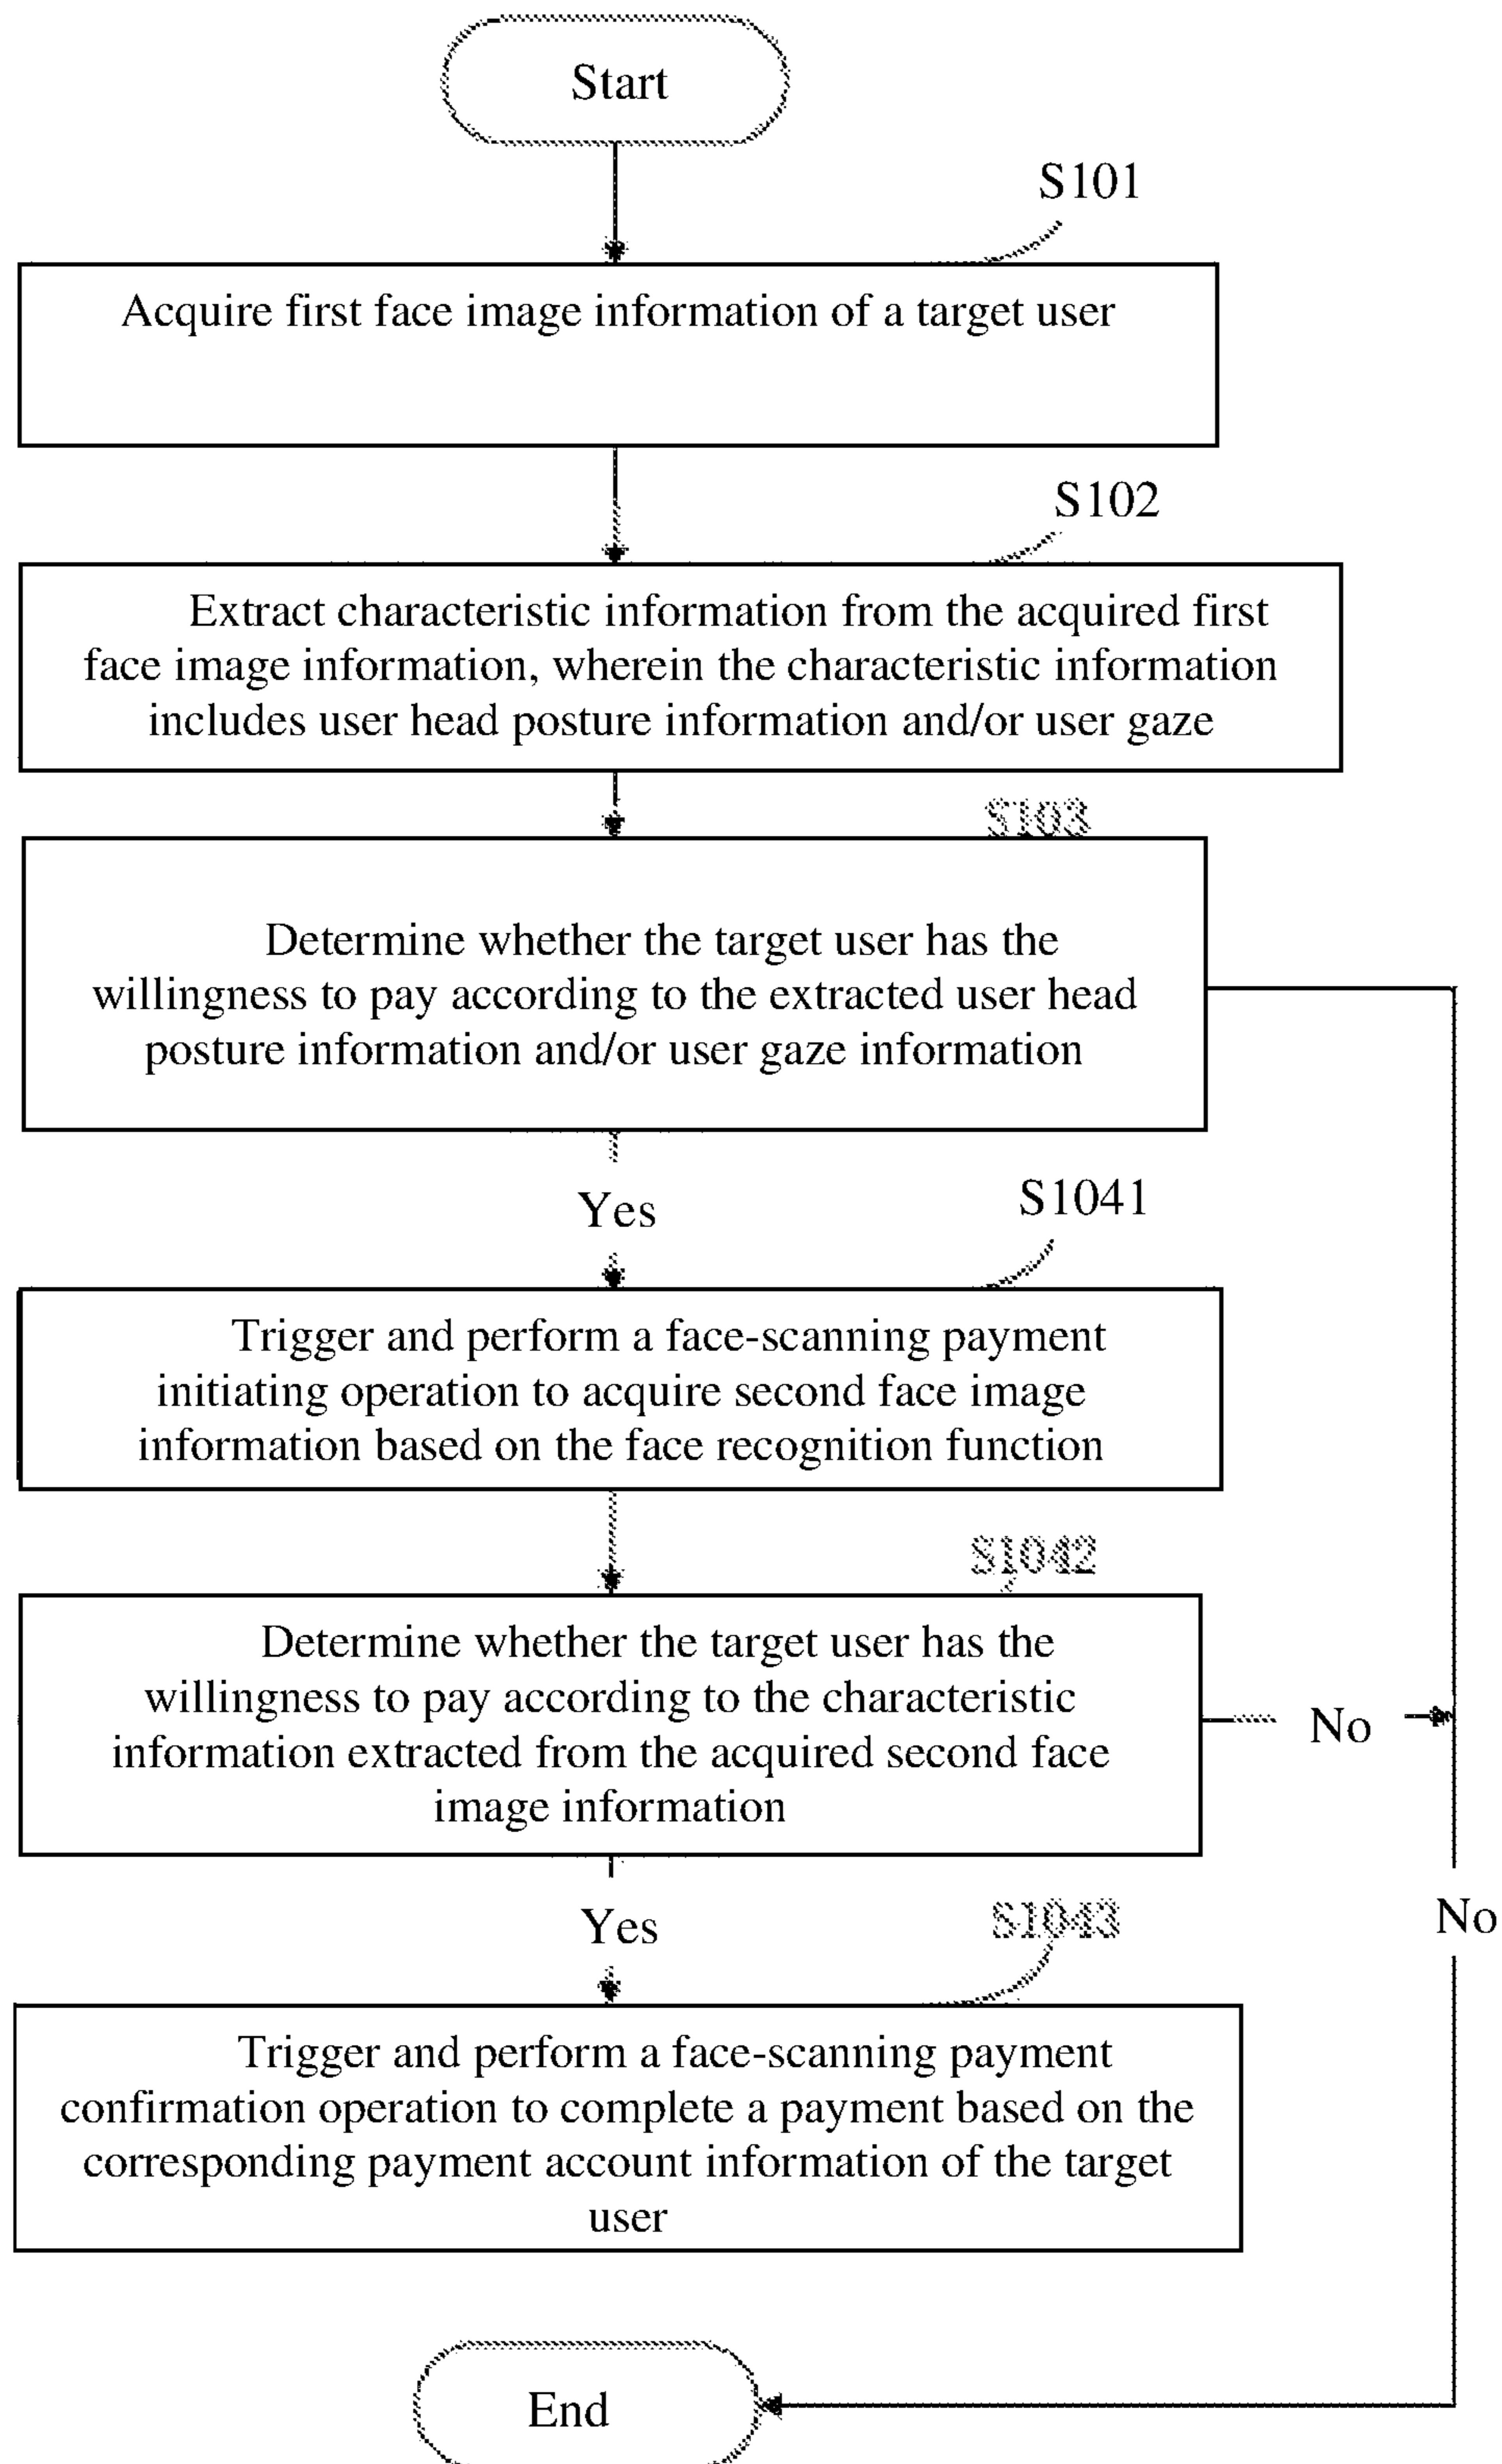 Start
S101
Acquire first face image information of a target user
S102
Extract characteristic information from the acquired first
face image information, wherein the characteristic information
includes user head posture information and/or user gaze
S103
Determine whether the target user has the
willingness to pay according to the extracted user head
posture information and/or user gaze information
Yes
S1041
Trigger and perform a face-scanning payment
initiating operation to acquire second face image
information based on the face recognition function
S1042
Determine whether the target user has the
willingness to pay according to the characteristic
information extracted from the acquired second face
image information
No
Yes
S1043
No
Trigger and perform a face-scanning payment
confirmation operation to complete a payment based on the
corresponding payment account information of the target
user
End